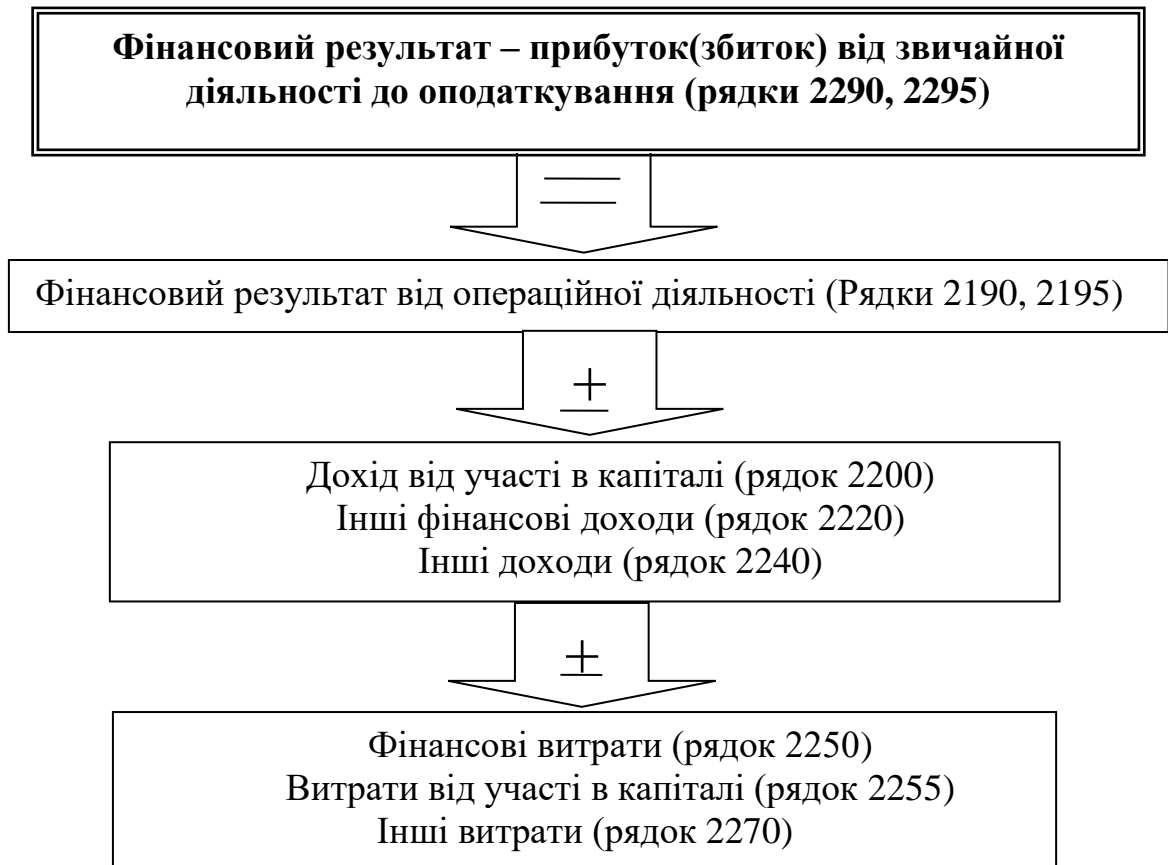 Фінансовий результат – прибуток(збиток) від звичайної
діяльності до оподаткування (рядки 2290, 2295)
=
Фінансовий результат від операційної діяльності (Рядки 2190, 2195)
±
Дохід від участі в капіталі (рядок 2200)
Інші фінансові доходи (рядок 2220)
Інші доходи (рядок 2240)
±
Фінансові витрати (рядок 2250)
Витрати від участі в капіталі (рядок 2255)
Інші витрати (рядок 2270)